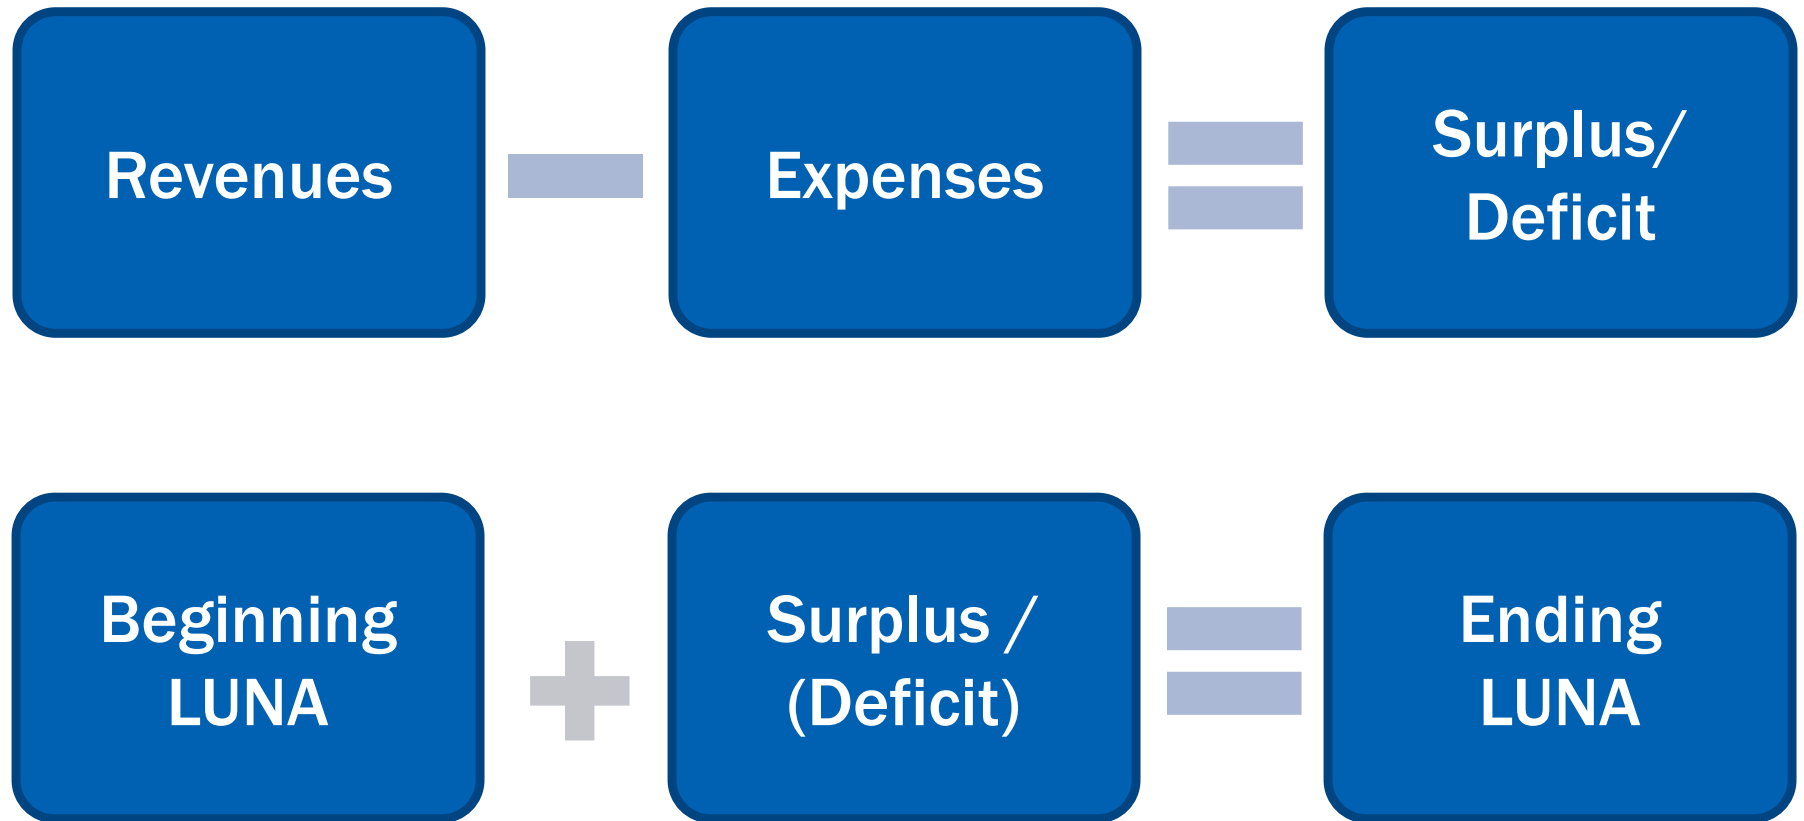 Revenues
Expenses
Surplus/
Deficit
Beginning
LUNA
Surplus /
(Deficit)
Ending
LUNA